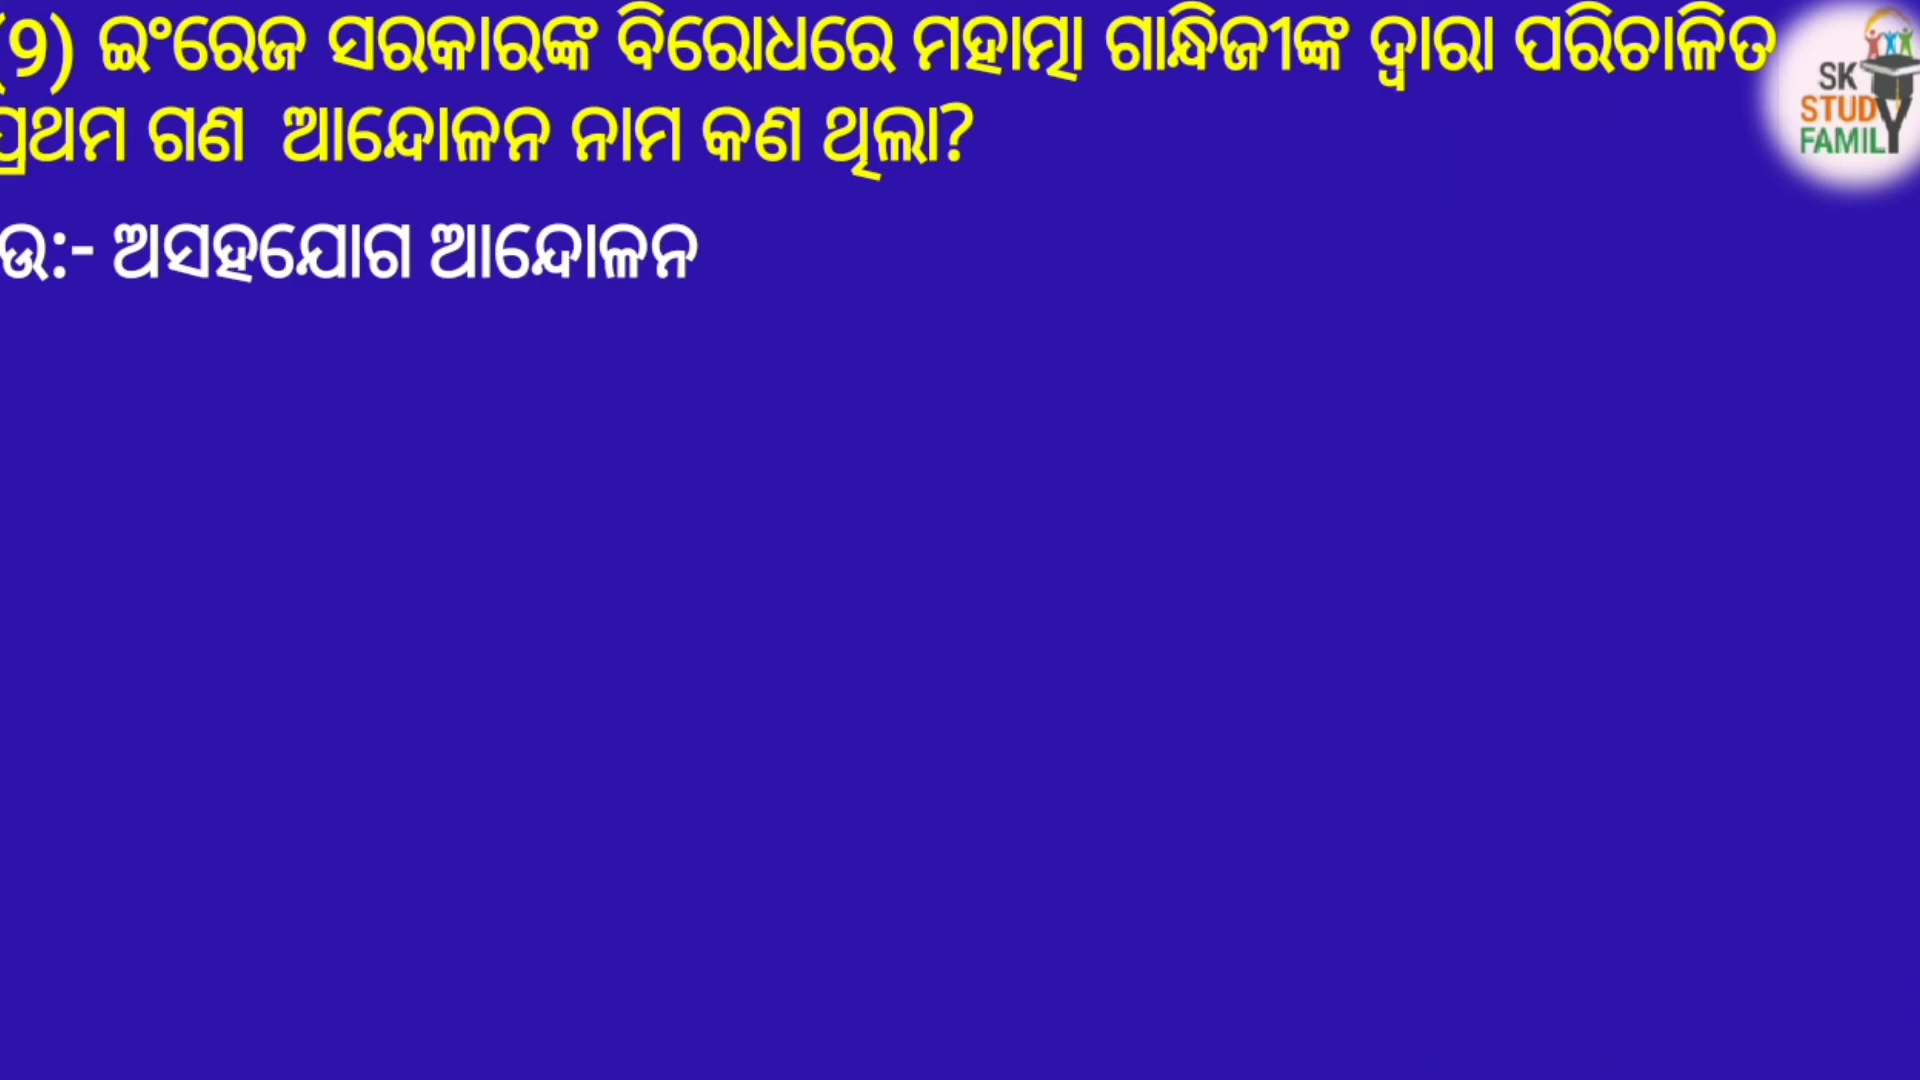 (୨) ଇଂରେଜ ସରକାରଙ୍କ ବିରୋଧରେ ମହାତ୍ମା ଗାନ୍ଧିଜୀଙ୍କ ଦ୍ୱାରା ପରିଚାଳିତ
ପ୍ରଥମ ଗଣ ଆନ୍ଦୋଳନ ନାମ କଣ ଥିଲା?
ଉ:- ଅସହଯୋଗ ଆନ୍ଦୋଳନ
SK
STUDY
FAMILY